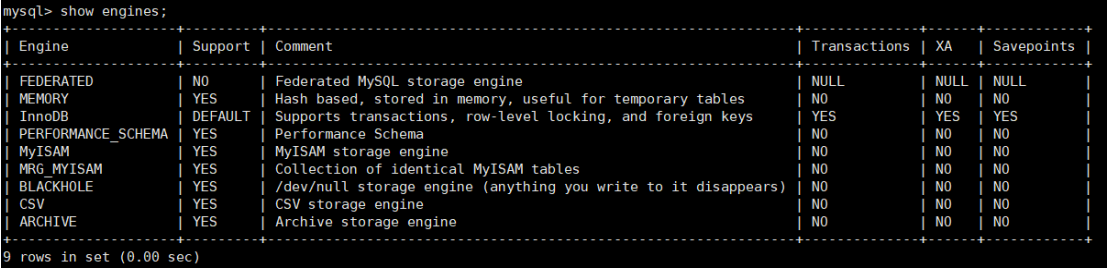 mysql> show engines;
+--------------------+---------+----------------------------------------------------------------+--------------+------+------------+
| Engine             | Support | Comment                                                        | Transactions | XA   | Savepoints |
+--------------------+---------+----------------------------------------------------------------+--------------+------+------------+
| FEDERATED          | NO      | Federated MySQL storage engine                                 | NULL         | NULL | NULL       |
| MEMORY             | YES     | Hash based, stored in memory, useful for temporary tables      | NO           | NO   | NO         |
| InnoDB             | DEFAULT | Supports transactions, row-level locking, and foreign keys     | YES          | YES  | YES        |
| PERFORMANCE_SCHEMA | YES     | Performance Schema                                             | NO           | NO   | NO         |
| MyISAM             | YES     | MyISAM storage engine                                          | NO           | NO   | NO         |
| MRG_MYISAM         | YES     | Collection of identical MyISAM tables                          | NO           | NO   | NO         |
| BLACKHOLE          | YES     | /dev/null storage engine (anything you write to it disappears) | NO           | NO   | NO         |
| CSV                | YES     | CSV storage engine                                             | NO           | NO   | NO         |
| ARCHIVE            | YES     | Archive storage engine                                         | NO           | NO   | NO         |
+--------------------+---------+----------------------------------------------------------------+--------------+------+------------+
9 rows in set (0.00 sec)